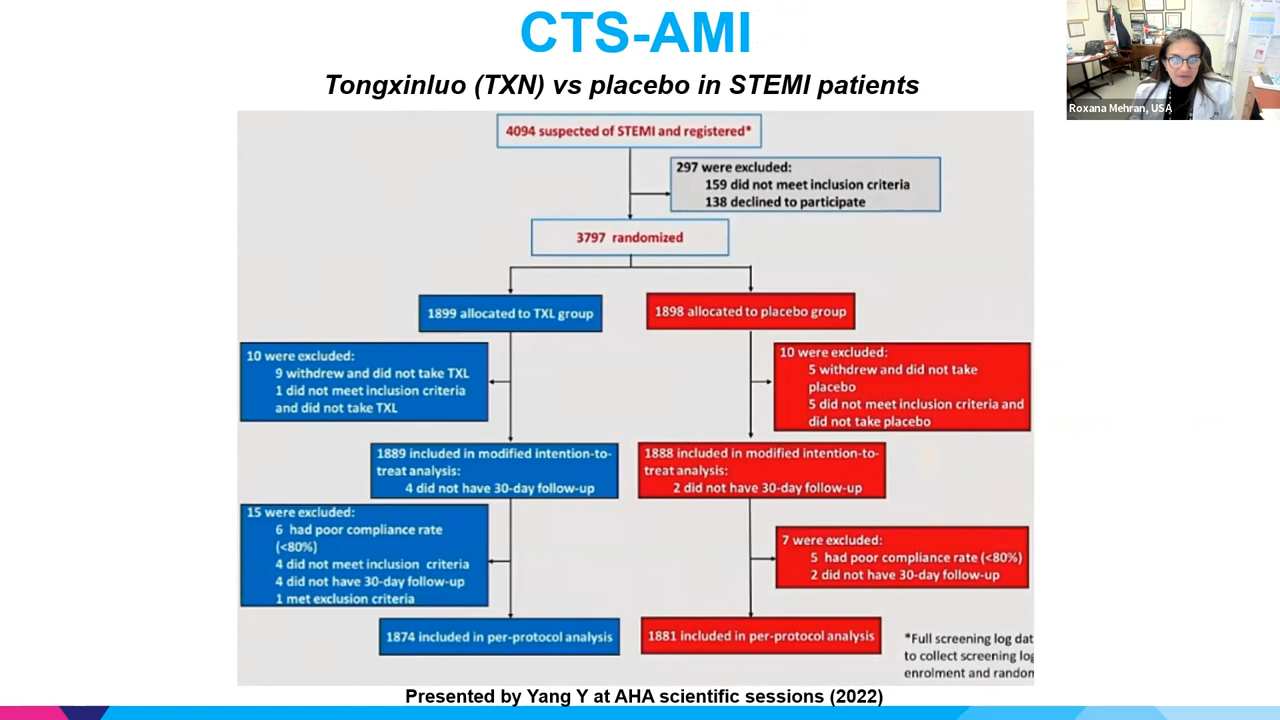 CTS-AMI
Tongxinluo (TXN) vs placebo in STEMI patients
Roxana Mehran, USA
4094 suspected of STEMI and registered*
297 were excluded:
159 did not meet inclusion criteria
138 declined to participate
3797 randomized
1899 allocated to TXL group
1898 allocated to placebo group
10 were excluded:
9 withdrew and did not take TXL
1 did not meet inclusion criteria
and did not take TXL
10 were excluded:
5 withdrew and did not take
placebo
5 did not meet inclusion criteria and
did not take placebo
1889 included in modified intention-to-
treat analysis:
4 did not have 30-day follow-up
1888 included in modified intention-to-
treat analysis:
2 did not have 30-day follow-up
15 were excluded:
6 had poor compliance rate
(<80%)
4 did not meet inclusion criteria
4 did not have 30-day follow-up
1 met exclusion criteria
7 were excluded:
5 had poor compliance rate (<80%)
2 did not have 30-day follow-up
1874 included in per-protocol analysis
1881 included in per-protocol analysis
*Full screening log dat
to collect screening log
enrolment and random
Presented by Yang Y at AHA scientific sessions (2022)